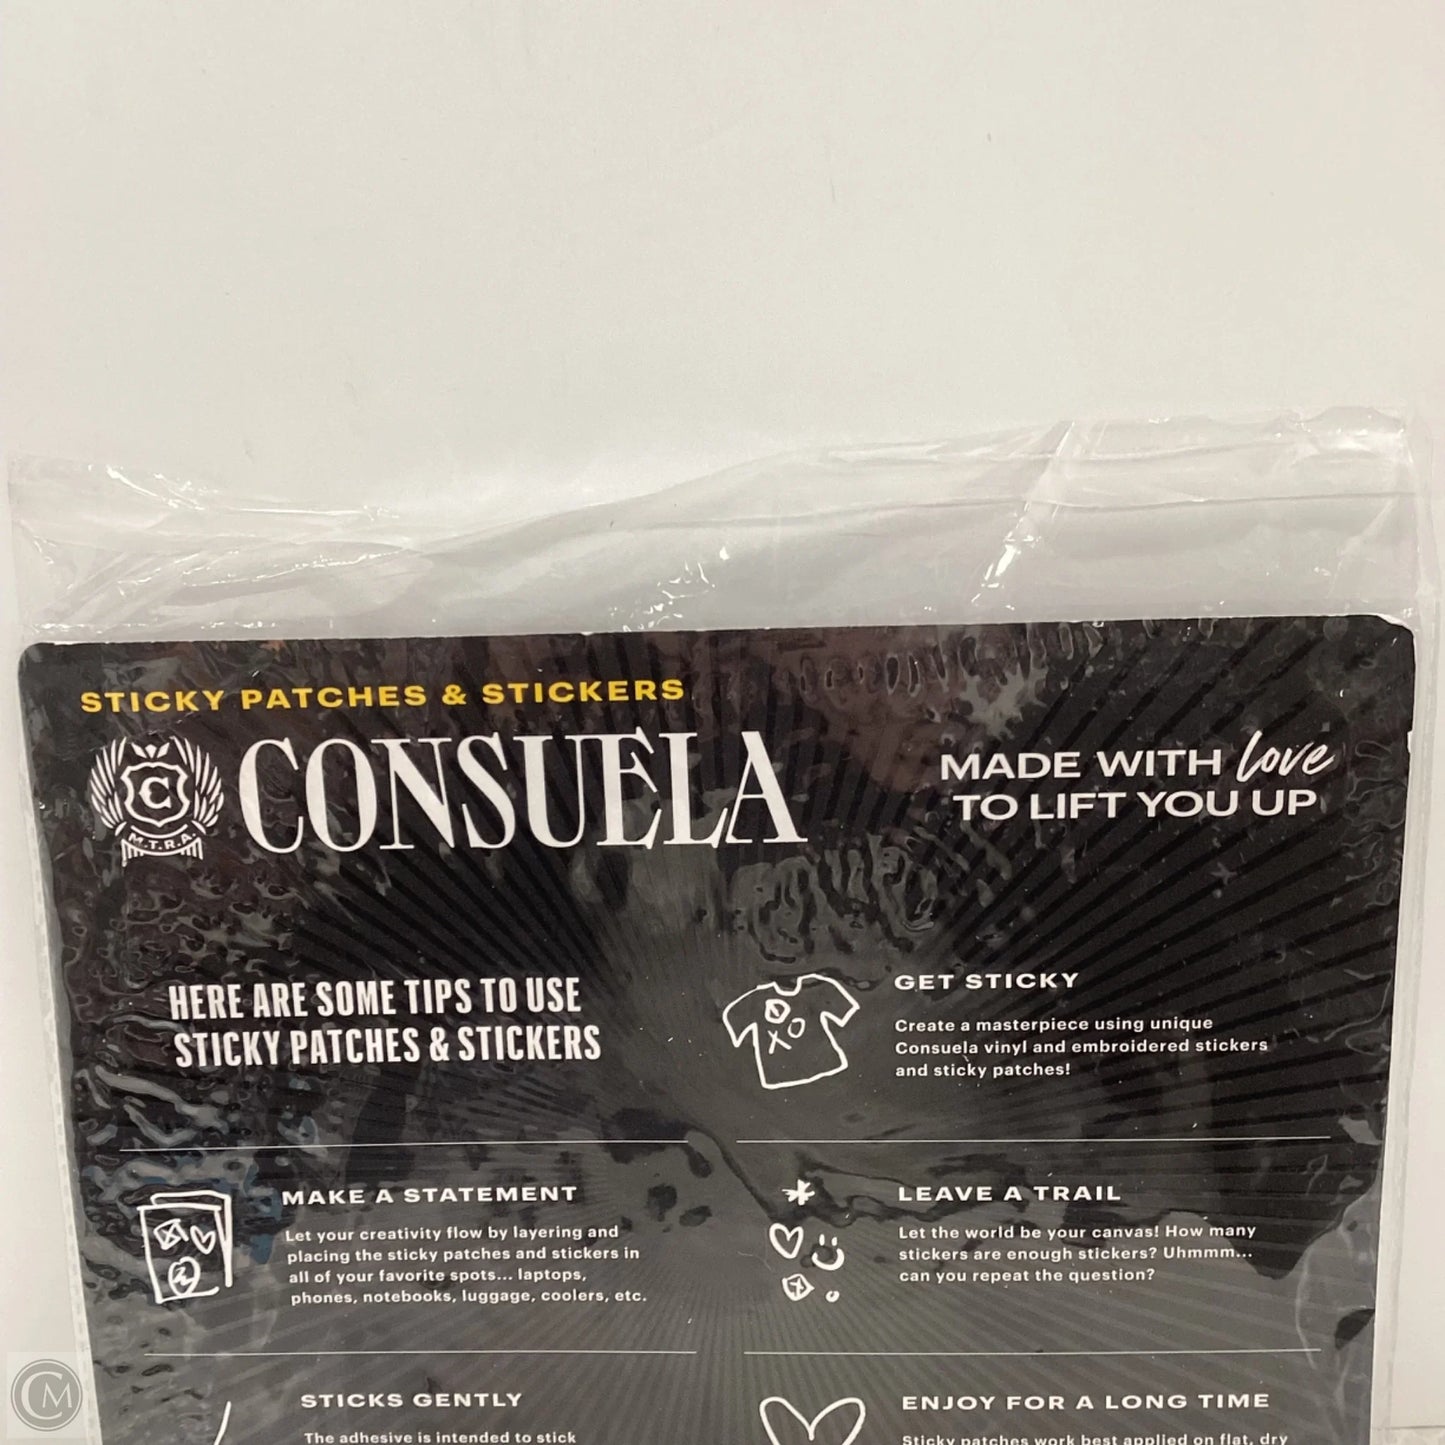 STICKY PATCHES & STICKERS
C
M.T.R.A.
CONSUELA
MADE WITH love
TO LIFT YOU UP
HERE ARE SOME TIPS TO USE
STICKY PATCHES & STICKERS
XO
GET STICKY
Create a masterpiece using unique
Consuela vinyl and embroidered stickers
and sticky patches!
MAKE A STATEMENT
Let your creativity flow by layering and
placing the sticky patches and stickers in
all of your favorite spots... laptops,
phones, notebooks, luggage, coolers, etc.
LEAVE A TRAIL
Let the world be your canvas! How many
stickers are enough stickers? Uhmmm...
can you repeat the question?
STICKS GENTLY
The adhesive is intended to stick
ENJOY FOR A LONG TIME
Sticky patches work best applied on flat, dry
CM